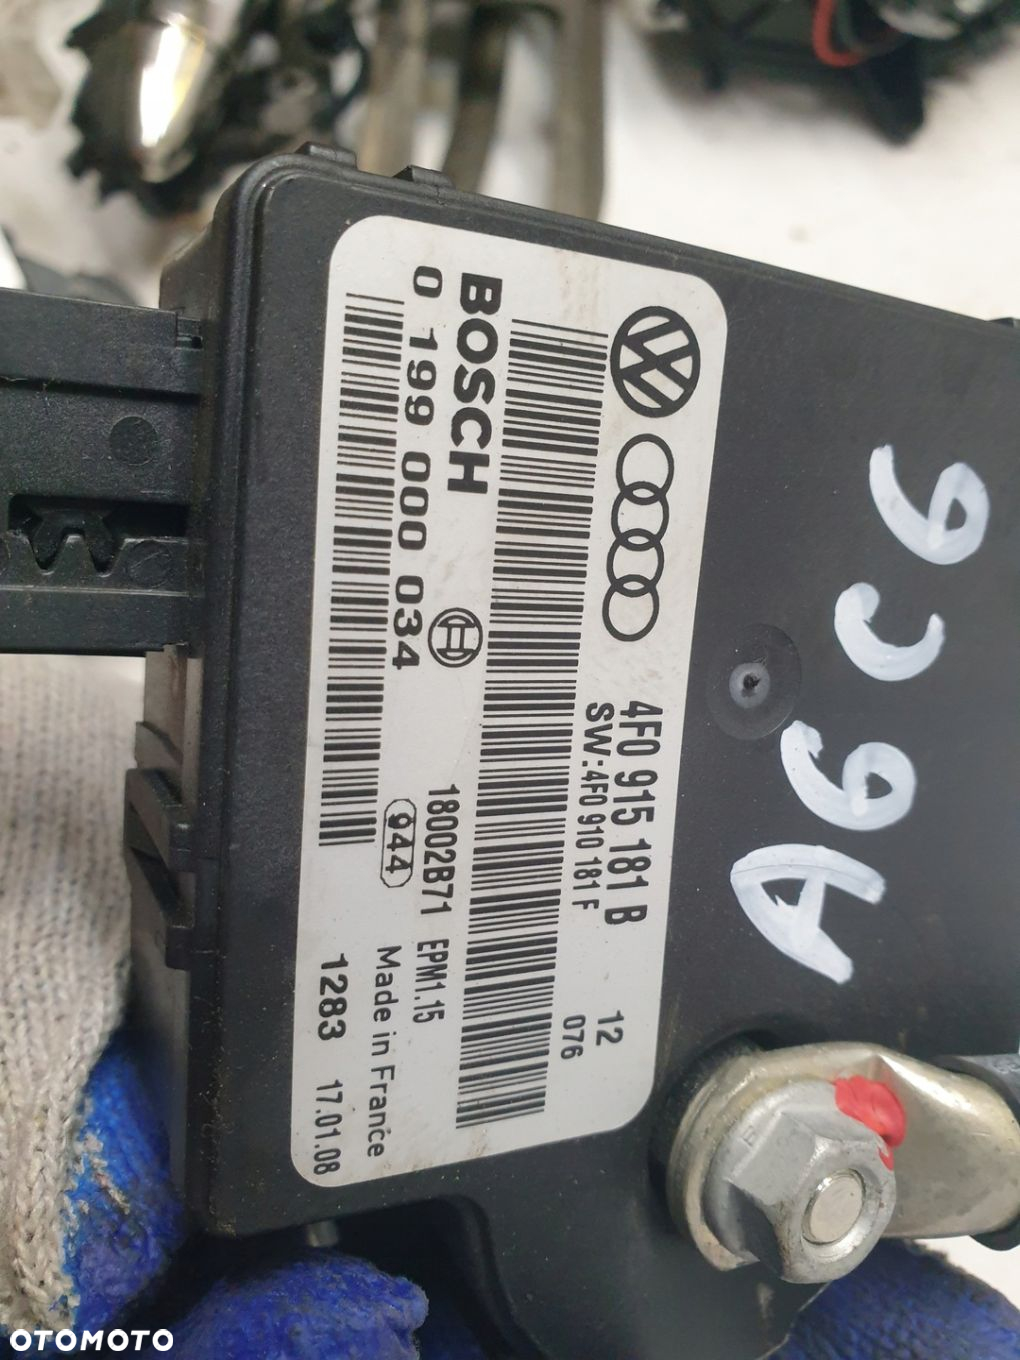 4F0 915 181 B
12
SW:4F0 910 181 F
076
BOSCH
0 199 000 034
18002B71 EPM1.15
944
Made in France
1283 17.01.08
A6C6
OTOMOTO